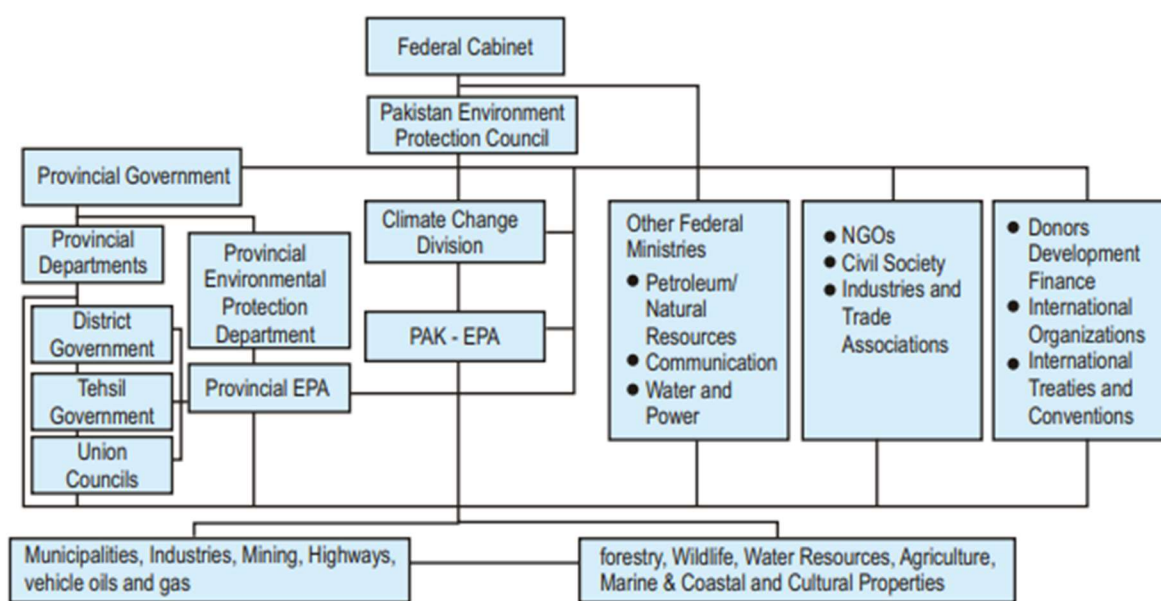 Federal Cabinet
Pakistan Environment
Protection Council
Provincial Government
Provincial
Departments
Provincial
Environmental
Protection
Department
Climate Change
Division
Other Federal
Ministries
● Petroleum/
Natural
Resources
● Communication
● Water and
Power
● NGOs
● Civil Society
● Industries and
Trade
Associations
● Donors
Development
Finance
● International
Organizations
● International
Treaties and
Conventions
District
Government
PAK - EPA
Tehsil
Government
Provincial EPA
Union
Councils
Municipalities, Industries, Mining, Highways,
vehicle oils and gas
forestry, Wildlife, Water Resources, Agriculture,
Marine & Coastal and Cultural Properties